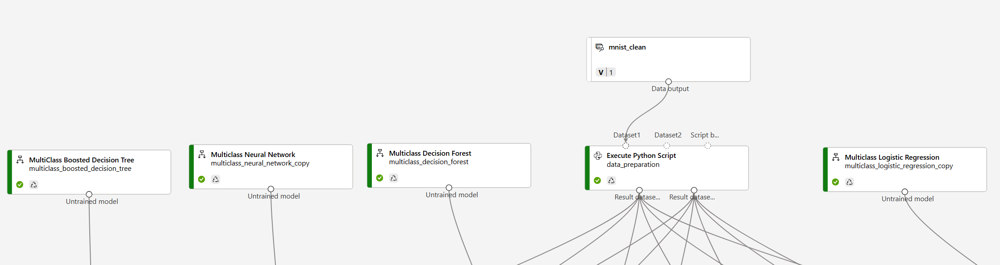 mnist_clean
V 1
Data output
Dataset1 Dataset2 Script b...
MultiClass Boosted Decision Tree
multiclass_boosted_decision_tree
Untrained model
Multiclass Neural Network
multiclass_neural_network_copy
Untrained model
Multiclass Decision Forest
multiclass_decision_forest
Untrained model
Execute Python Script
data_preparation
Result datase... Result datase...
Multiclass Logistic Regression
multiclass_logistic_regression_copy
Untrained model